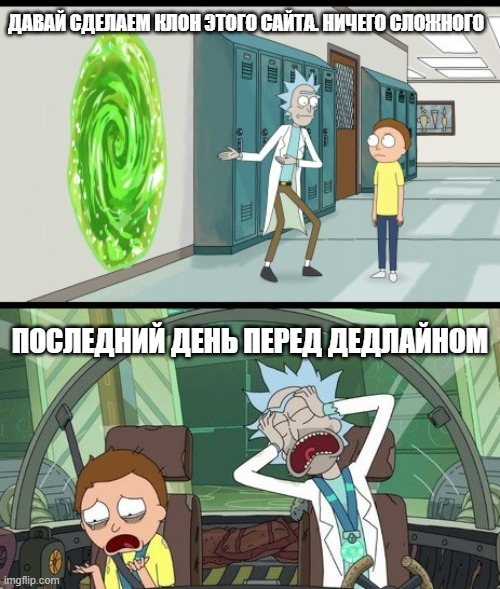 ДАВАЙ СДЕЛАЕМ КЛОН ЭТОГО САЙТА. НИЧЕГО СЛОЖНОГО
ПОСЛЕДНИЙ ДЕНЬ ПЕРЕД ДЕДЛАЙНОМ
imgflip.com